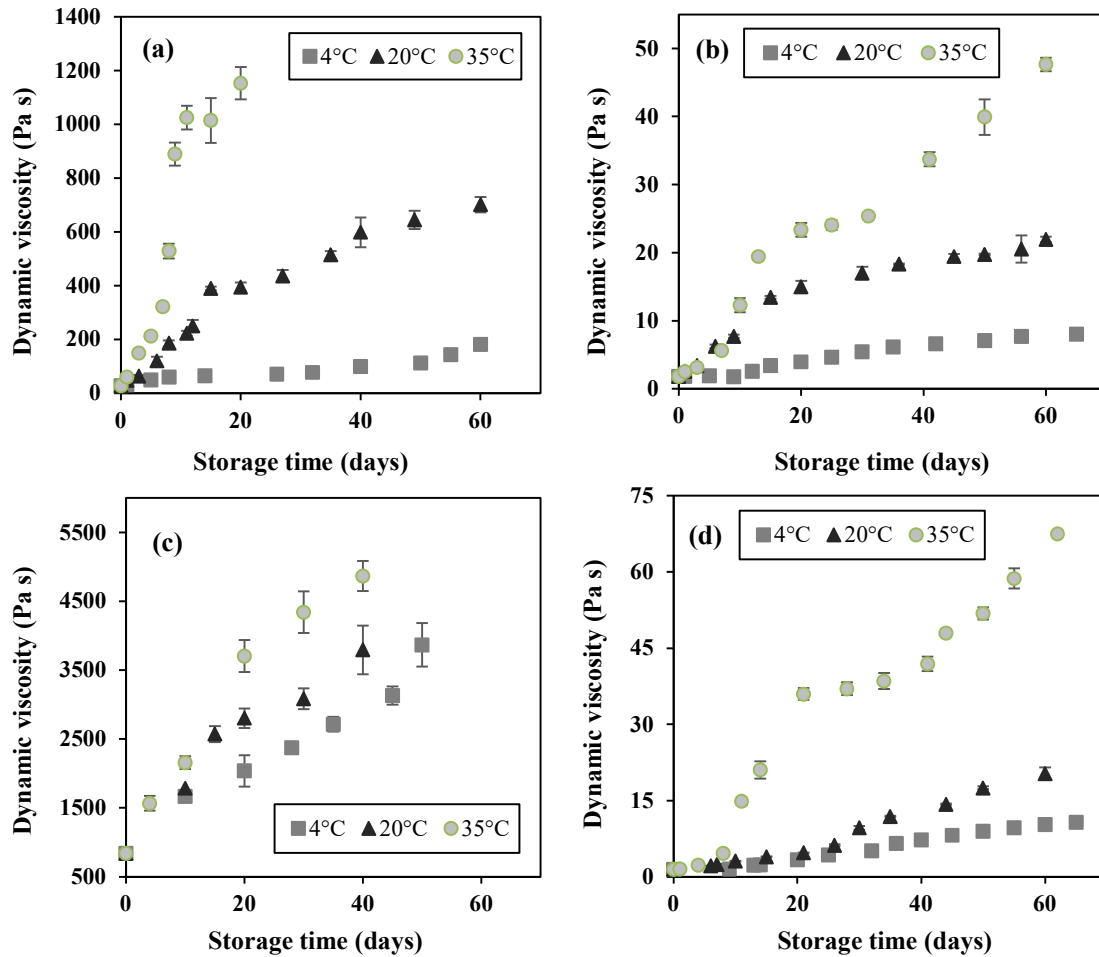 (a)
4°C 20°C 35°C
Dynamic viscosity (Pa s)
1400
1200
1000
800
600
400
200
0
0 20 40 60
Storage time (days)
(b)
4°C 20°C 35°C
Dynamic viscosity (Pa s)
50
40
30
20
10
0
0 20 40 60
Storage time (days)
(c)
4°C 20°C 35°C
Dynamic viscosity (Pa s)
5500
4500
3500
2500
1500
500
0 20 40 60
Storage time (days)
(d)
4°C 20°C 35°C
Dynamic viscosity (Pa s)
75
60
45
30
15
0
0 20 40 60
Storage time (days)